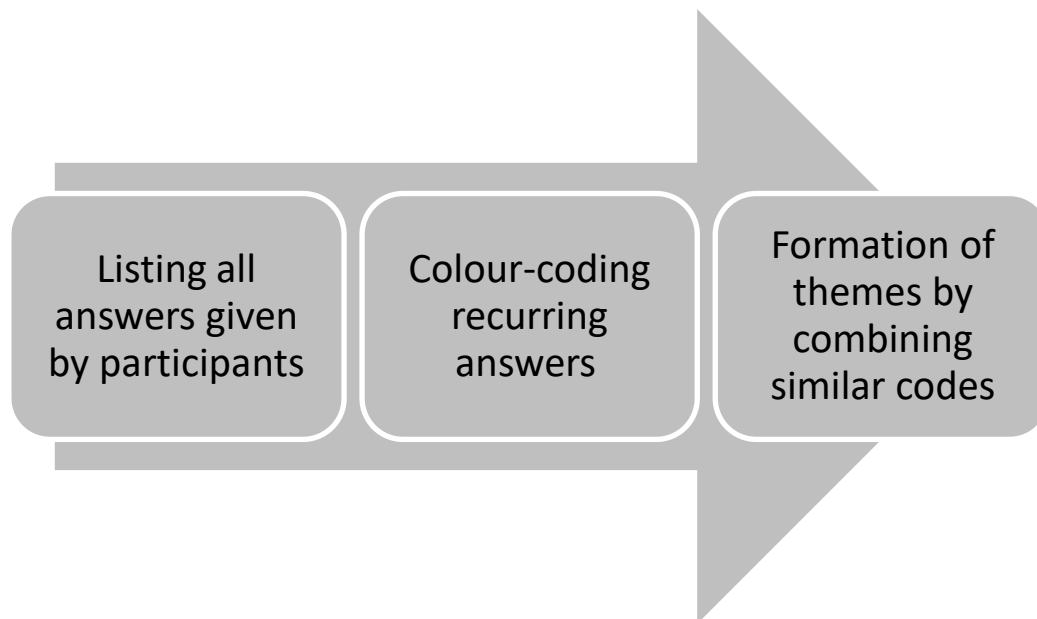 Listing all
answers given
by participants
Colour-coding
recurring
answers
Formation of
themes by
combining
similar codes